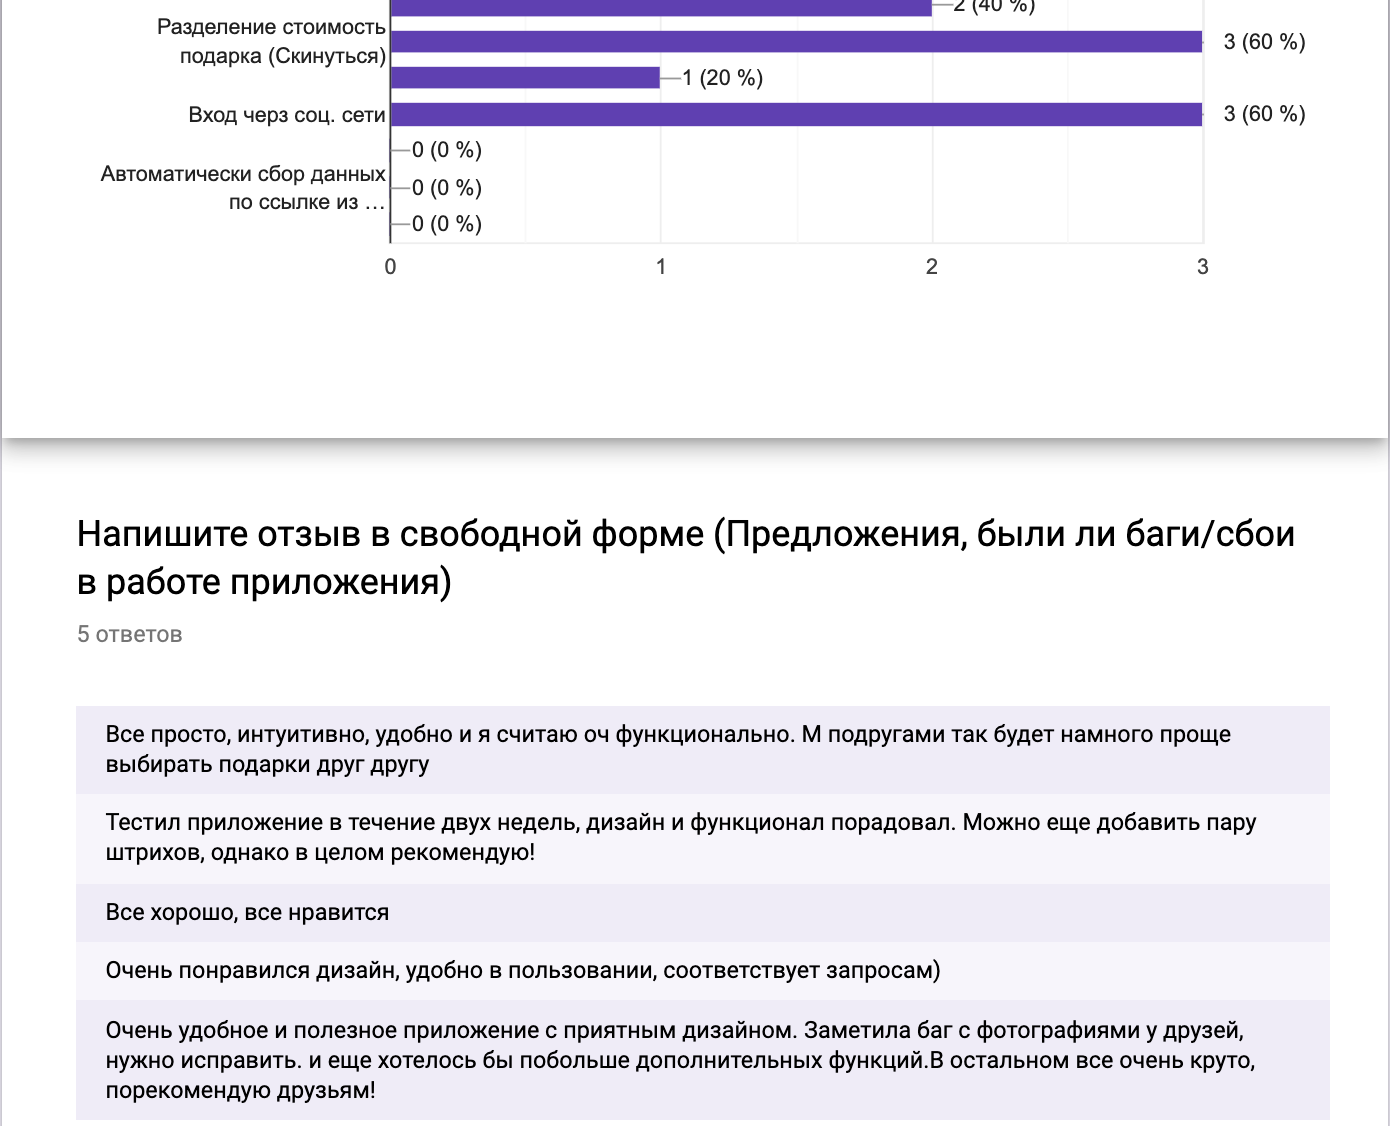 2 (40 %)
Разделение стоимость
подарка (Скинуться)
3 (60 %)
1 (20 %)
Вход черз соц. сети
3 (60 %)
0 (0 %)
Автоматически сбор данных
по ссылке из ...
0 (0 %)
0 (0 %)
0 1 2 3
Напишите отзыв в свободной форме (Предложения, были ли баги/сбои
в работе приложения)
5 ответов
Все просто, интуитивно, удобно и я считаю оч функционально. М подругами так будет намного проще
выбирать подарки друг другу
Тестил приложение в течение двух недель, дизайн и функционал порадовал. Можно еще добавить пару
штрихов, однако в целом рекомендую!
Все хорошо, все нравится
Очень понравился дизайн, удобно в пользовании, соответствует запросам)
Очень удобное и полезное приложение с приятным дизайном. Заметила баг с фотографиями у друзей,
нужно исправить. и еще хотелось бы побольше дополнительных функций.В остальном все очень круто,
порекомендую друзьям!